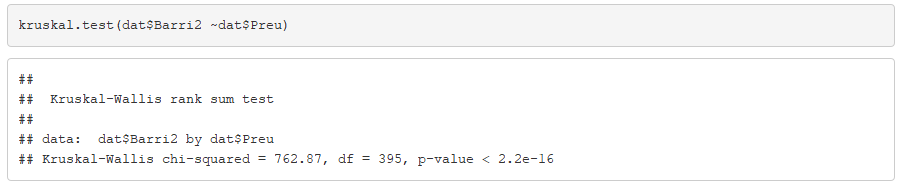 kruskal.test(dat$Barri2 ~dat$Preu)
##
##  Kruskal-Wallis rank sum test
##
## data:  dat$Barri2 by dat$Preu
## Kruskal-Wallis chi-squared = 762.87, df = 395, p-value < 2.2e-16